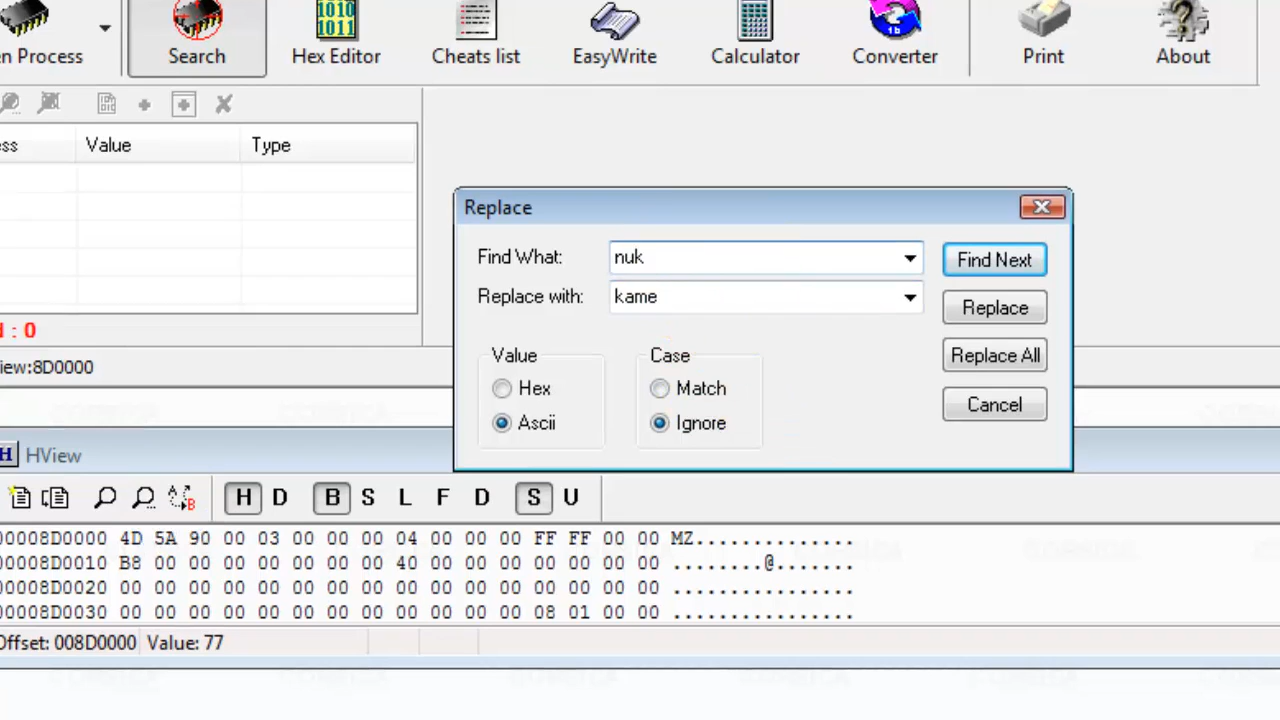 en Process
Search
Hex Editor
Cheats list
EasyWrite
Calculator
Converter
Print
About
ess Value Type
Replace
Find What: nuk
Find Next
Replace with: kame
Replace
Value
Case
Replace All
Hex
Match
Ascii
Ignore
Cancel
d : 0
iew:8D0000
H HView
H D B S L F D S U
00008D0000 4D 5A 90 00 03 00 00 00 04 00 00 00 FF FF 00 00 MZ..............
00008D0010 B8 00 00 00 00 00 00 00 40 00 00 00 00 00 00 00 ........@.......
00008D0020 00 00 00 00 00 00 00 00 00 00 00 00 00 00 00 00 ................
00008D0030 00 00 00 00 00 00 00 00 00 00 00 00 08 01 00 00 ................
Offset: 008D0000 Value: 77